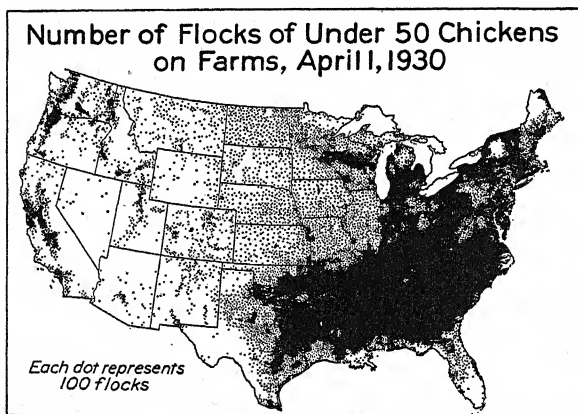 Number of Flocks of Under 50 Chickens
on Farms, April 1, 1930
Each dot represents
100 flocks